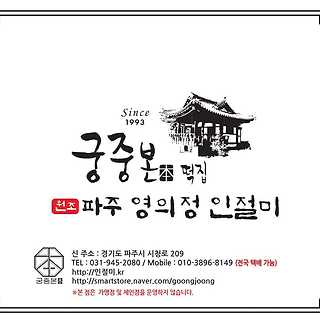 Since
1993
궁중본本떡집
원조 파주 영의정 인절미
신 주소 : 경기도 파주시 시청로 209
TEL : 031-945-2080 / Mobile : 010-3896-8149 (전국 택배 가능)
http://인절미.kr
http://smartstore.naver.com/goongjoong
궁중본本
※본 점은 가맹점 및 체인점을 운영하지 않습니다.